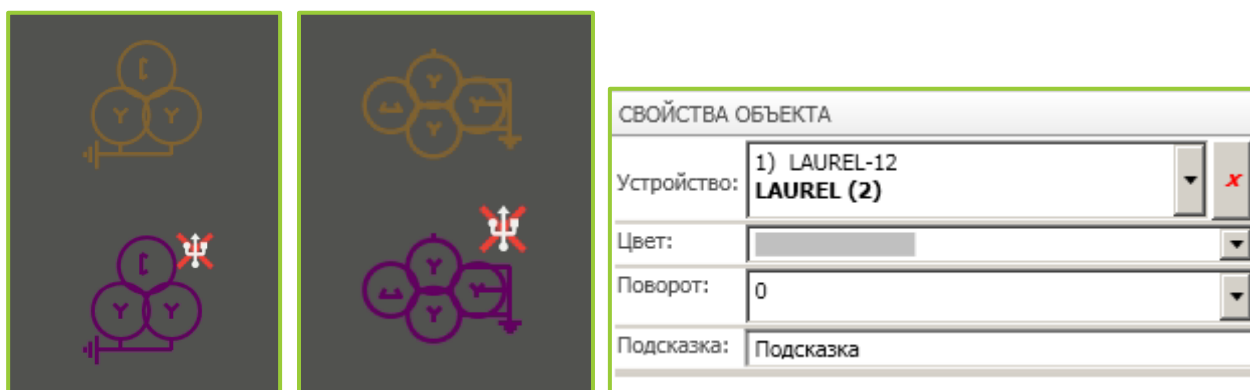 СВОЙСТВА ОБЪЕКТА
Устройство:
1) LAUREL-12
LAUREL (2)
x
Цвет:
Поворот:
0
Подсказка:
Подсказка